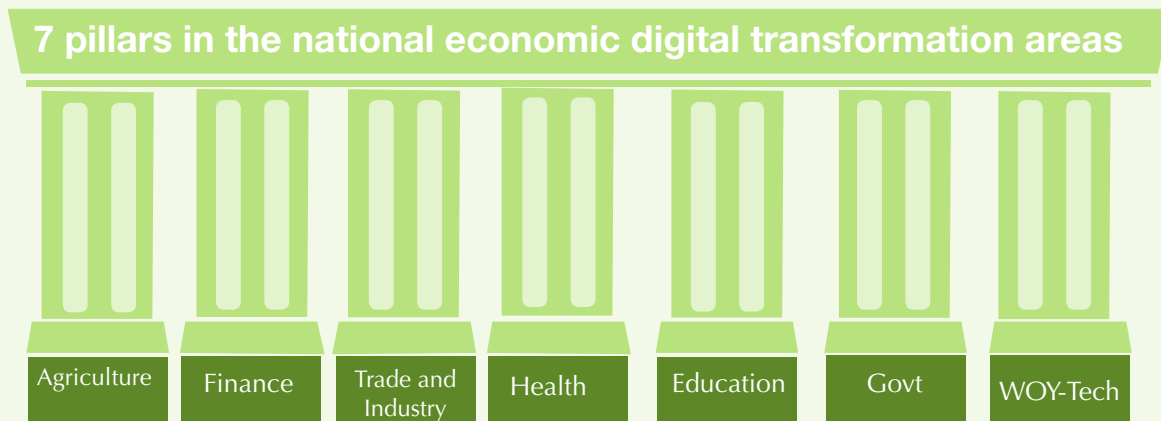 7 pillars in the national economic digital transformation areas
Agriculture
Finance
Trade and
Industry
Health
Education
Govt
WOY-Tech